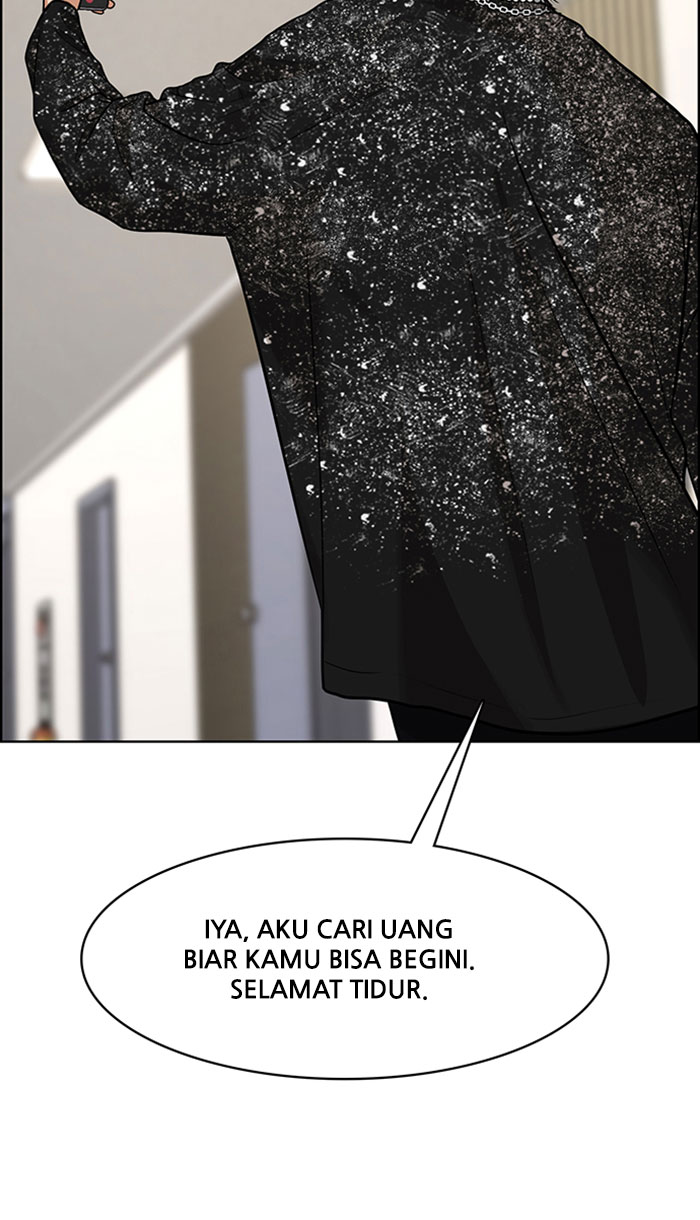 IYA, AKU CARI UANG
BIAR KAMU BISA BEGINI.
SELAMAT TIDUR.